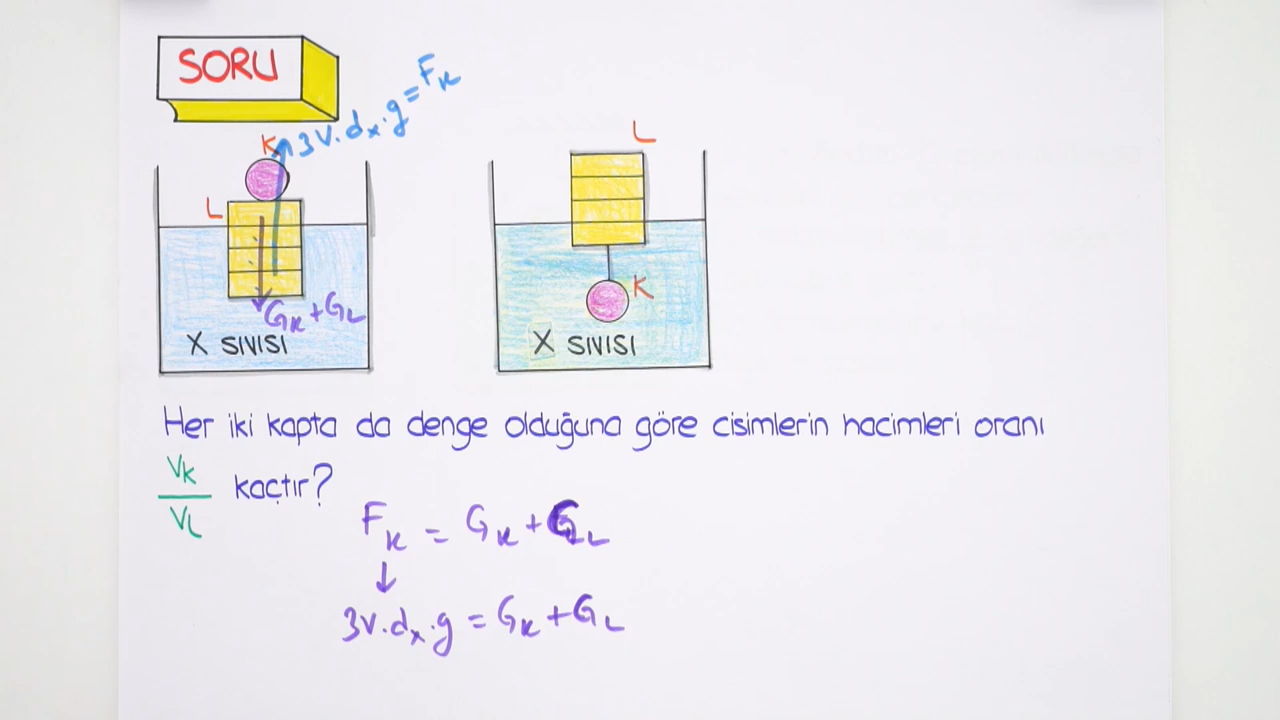 SORU
K 3V.dx.g=FK
L
GK+GL
X SIVISI
L
K
X SIVISI
Her iki kapta da denge olduğuna göre cisimlerin hacimleri oranı
VK
VL
kaçtır?
FK = GK+GL
↓
3V.dx.g=GK+GL